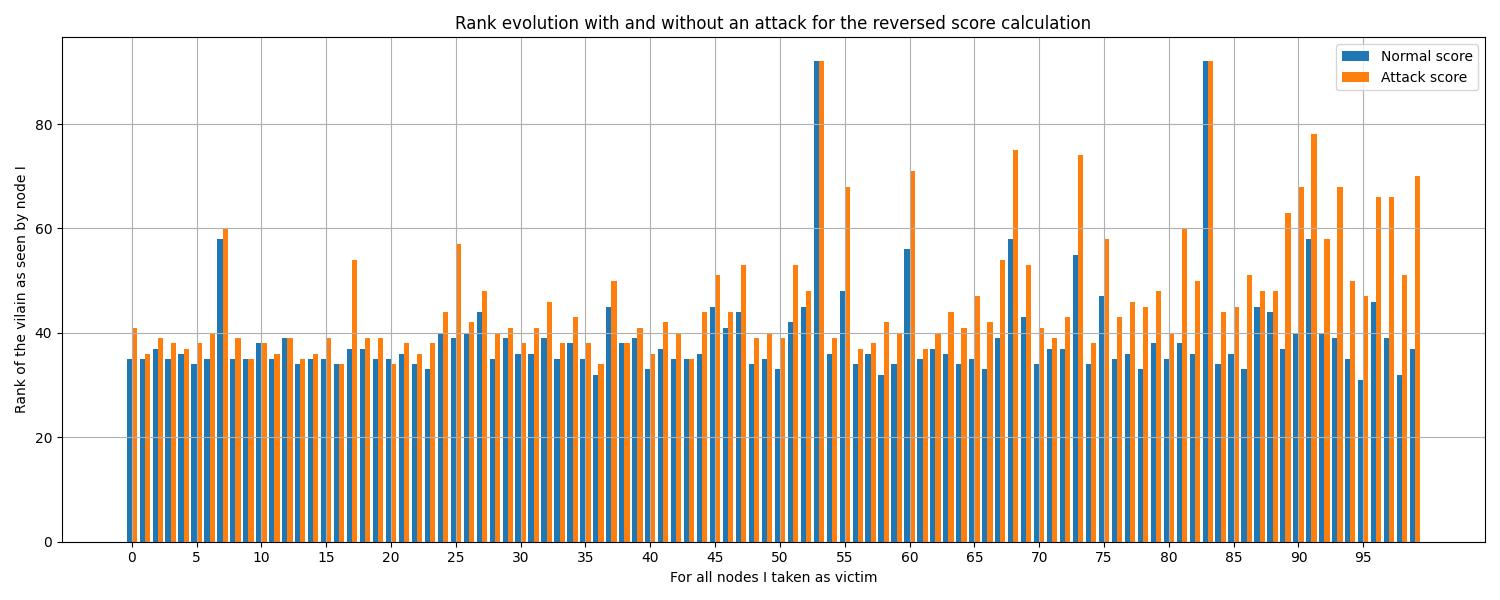 Rank evolution with and without an attack for the reversed score calculation
Normal score
Attack score
Rank of the vilain as seen by node I
80
60
40
20
0
0 5 10 15 20 25 30 35 40 45 50 55 60 65 70 75 80 85 90 95
For all nodes I taken as victim